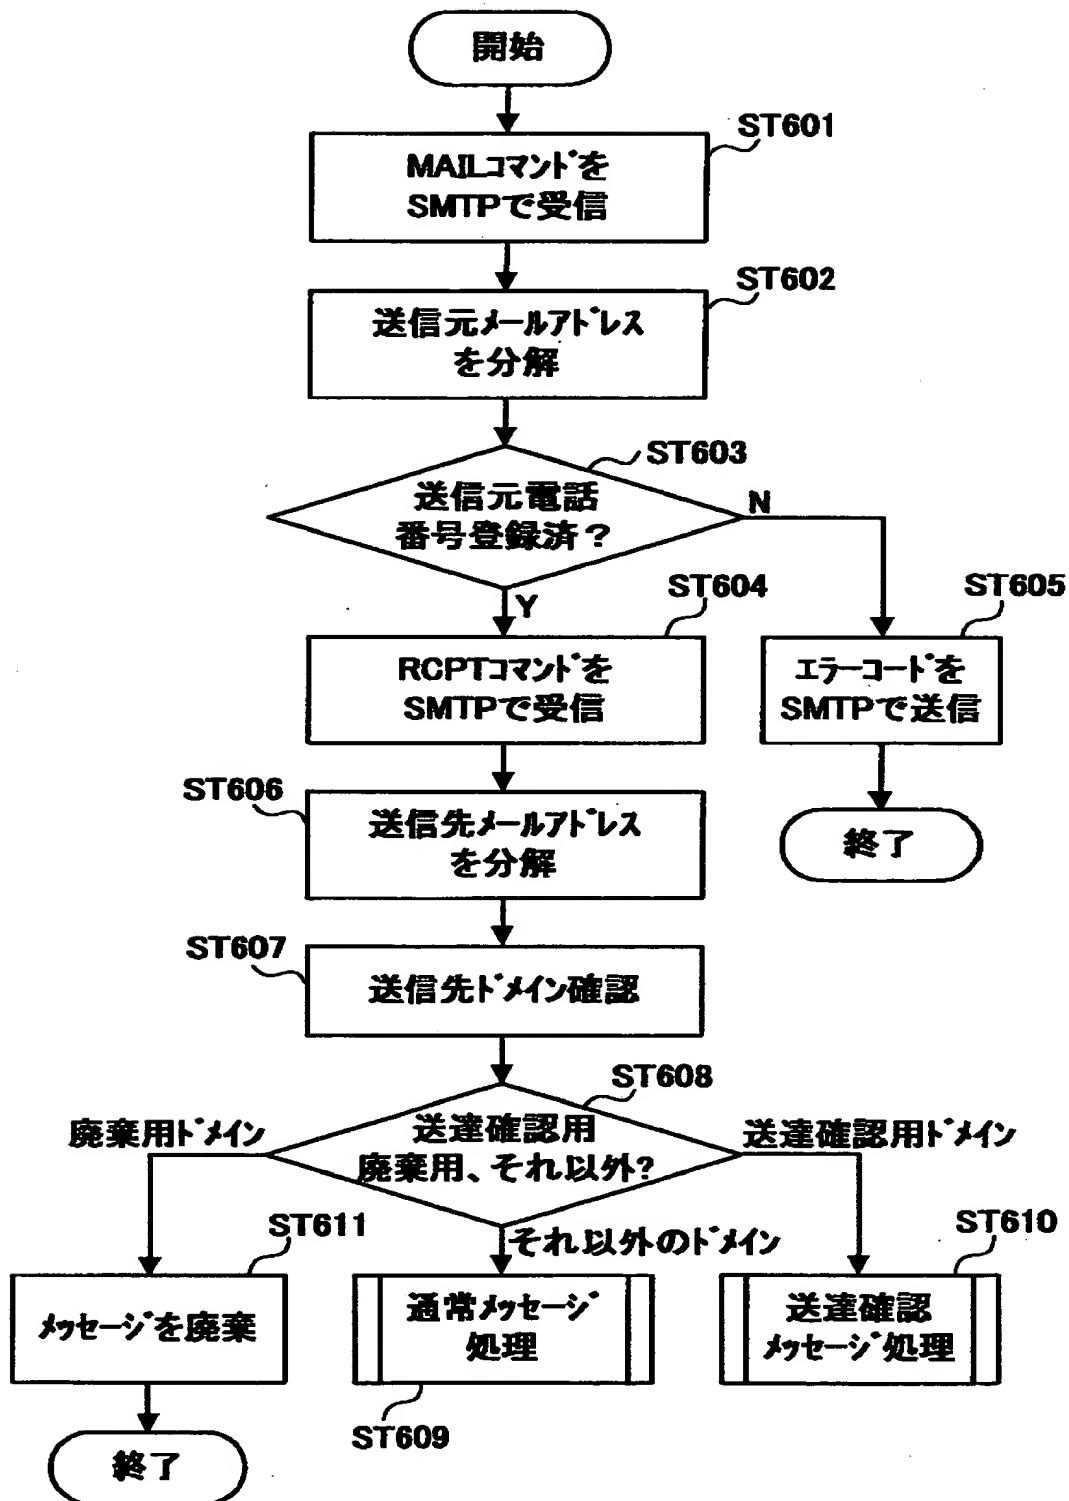 開始
ST601
MAILコマンドを
SMTPで受信
ST602
送信元メールアドレス
を分解
ST603
送信元電話
番号登録済?
N
Y
ST604
RCPTコマンドを
SMTPで受信
ST605
エラーコードを
SMTPで送信
終了
ST606
送信先メールアドレス
を分解
ST607
送信先ドメイン確認
ST608
送達確認用
廃棄用、それ以外?
廃棄用ドメイン
送達確認用ドメイン
それ以外のドメイン
ST611
メッセージを廃棄
終了
通常メッセージ
処理
ST609
ST610
送達確認
メッセージ処理